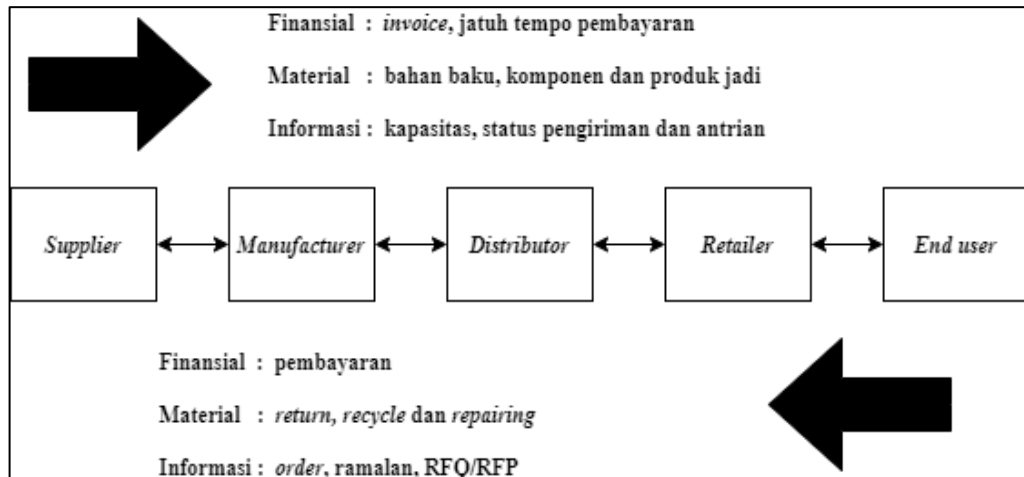 Finansial : invoice, jatuh tempo pembayaran
Material : bahan baku, komponen dan produk jadi
Informasi : kapasitas, status pengiriman dan antrian
Supplier
Manufacturer
Distributor
Retailer
End user
Finansial : pembayaran
Material : return, recycle dan repairing
Informasi : order, ramalan, RFQ/RFP